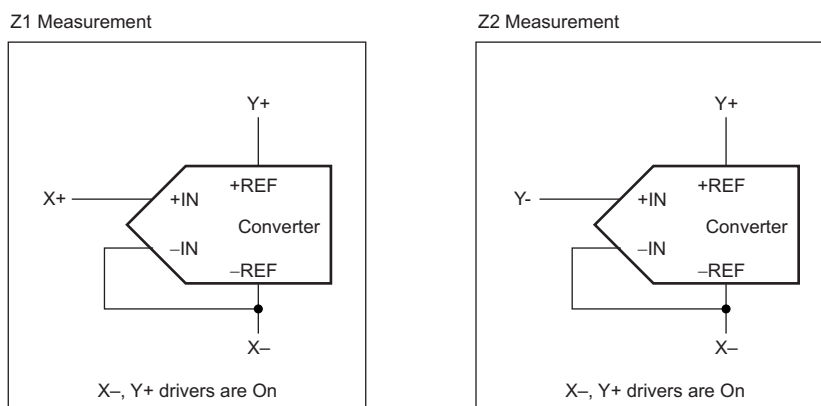 Z1 Measurement
Y+
X+
+IN
+REF
Converter
–IN
–REF
X–
X–, Y+ drivers are On
Z2 Measurement
Y+
Y-
+IN
+REF
Converter
–IN
–REF
X–
X–, Y+ drivers are On